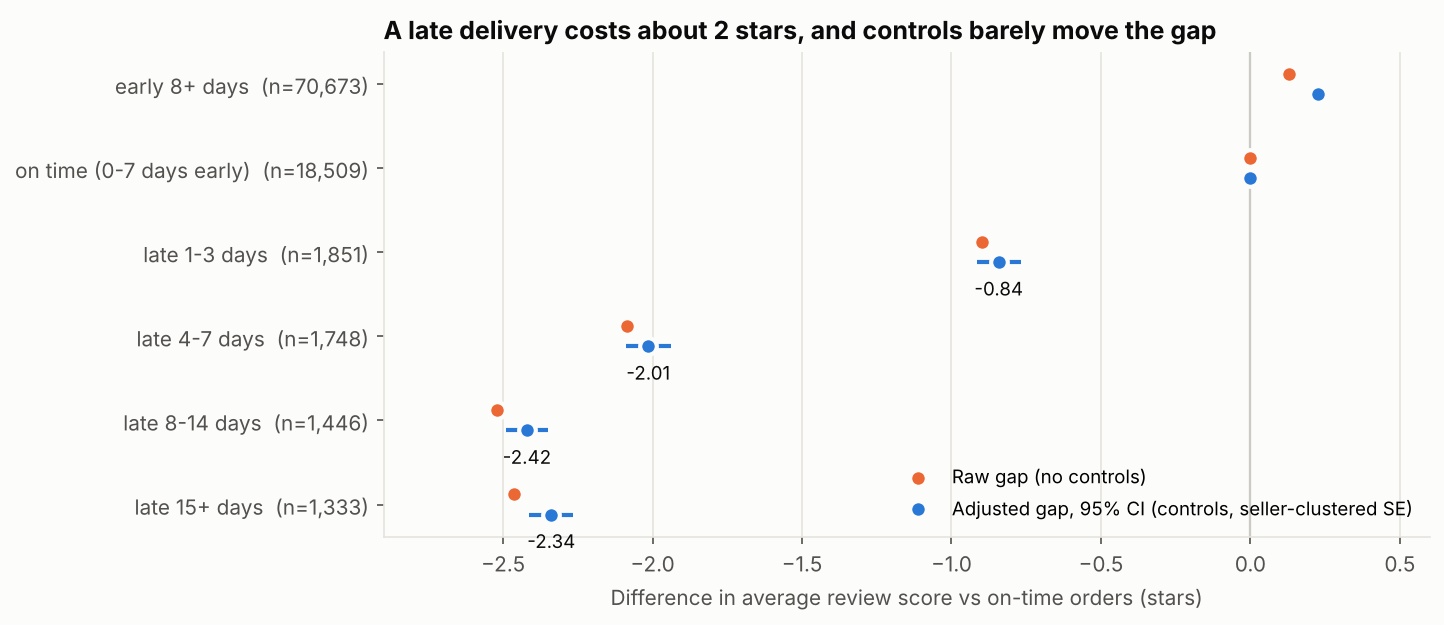 A late delivery costs about 2 stars, and controls barely move the gap
early 8+ days (n=70,673)
on time (0-7 days early) (n=18,509)
late 1-3 days (n=1,851)
-0.84
late 4-7 days (n=1,748)
-2.01
late 8-14 days (n=1,446)
-2.42
late 15+ days (n=1,333)
-2.34
Raw gap (no controls)
Adjusted gap, 95% CI (controls, seller-clustered SE)
−2.5 −2.0 −1.5 −1.0 −0.5 0.0 0.5
Difference in average review score vs on-time orders (stars)